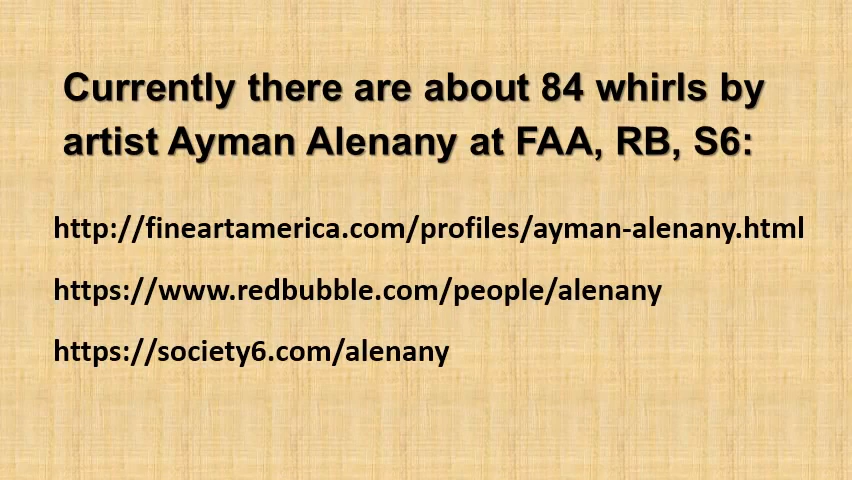 Currently there are about 84 whirls by
artist Ayman Alenany at FAA, RB, S6:
http://fineartamerica.com/profiles/ayman-alenany.html
https://www.redbubble.com/people/alenany
https://society6.com/alenany